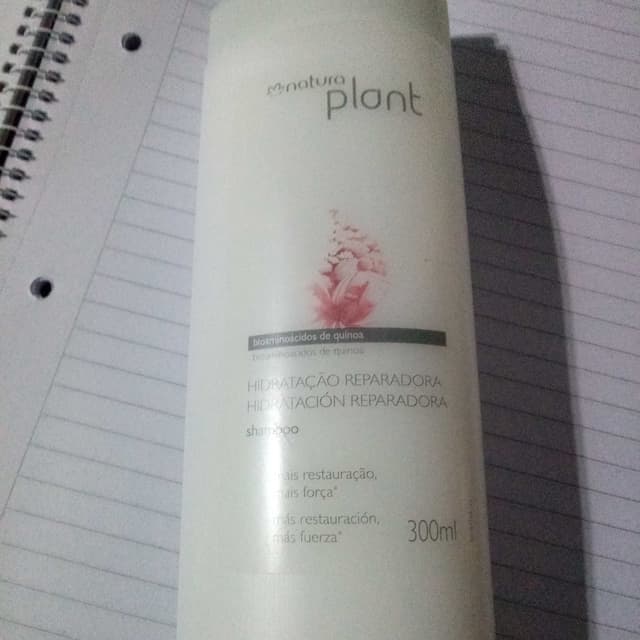 natura
plant
bioaminoácidos de quinoa
bioaminoácidos de quinua
HIDRATAÇÃO REPARADORA
HIDRATACIÓN REPARADORA
shampoo
mais restauração,
mais força*
más restauración,
más fuerza*
300ml